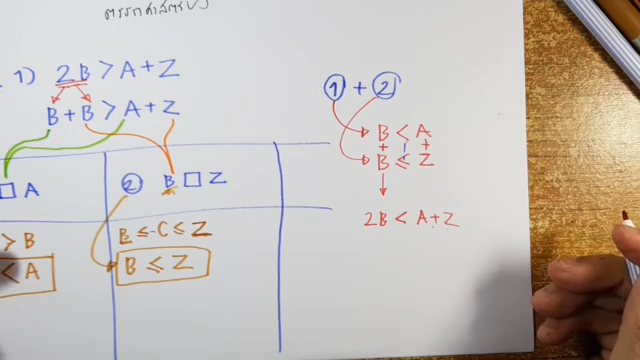 ตรรกศาสตร์
1) 2B > A+Z
B+B > A+Z
① + ②
B < A
+ +
B ≤ Z
2B < A+Z
□ A
② B □ Z
> B
< A
B ≤ C ≤ Z
B ≤ Z